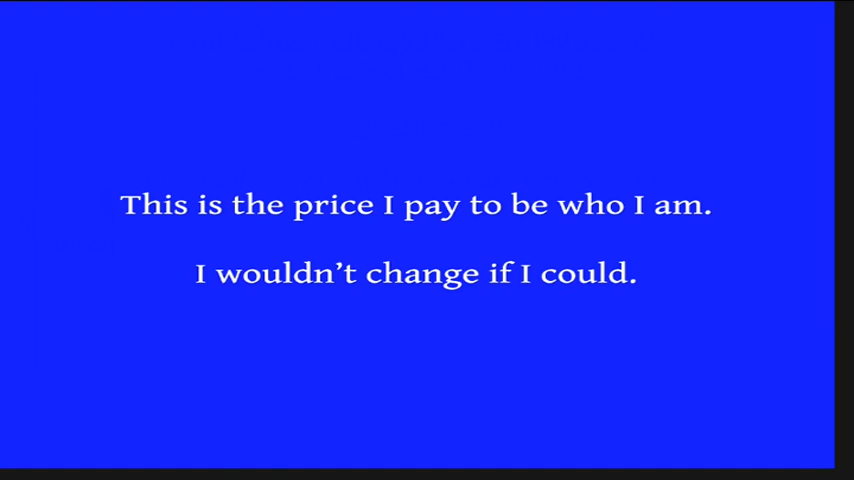 This is the price I pay to be who I am.
I wouldn’t change if I could.